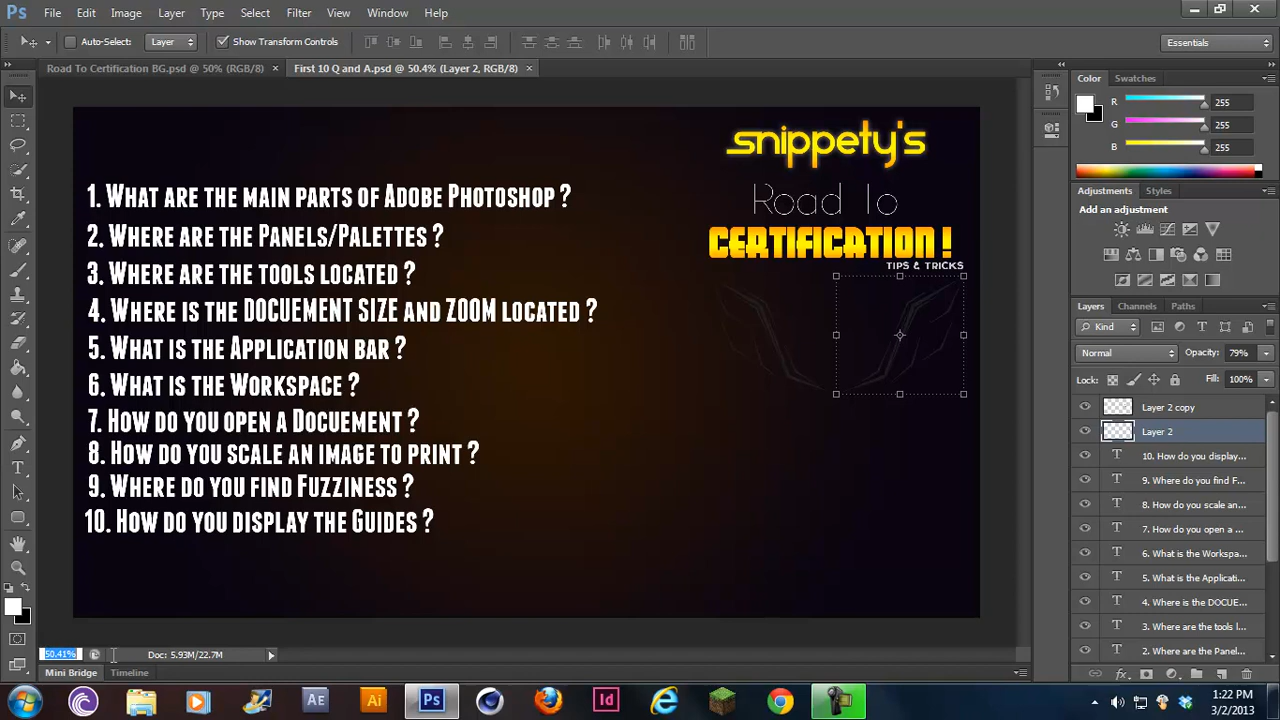 Ps File Edit Image Layer Type Select Filter View Window Help
Auto-Select: Layer Show Transform Controls Essentials
Road To Certification BG.psd @ 50% (RGB/8) × First 10 Q and A.psd @ 50.4% (Layer 2, RGB/8) ×
Color Swatches
R 255
G 255
B 255
Adjustments Styles
Add an adjustment
Layers Channels Paths
Kind
Normal Opacity: 79%
Lock: Fill: 100%
Layer 2 copy
Layer 2
T 10. How do you display...
T 9. Where do you find F...
T 8. How do you scale an...
T 7. How do you open a ...
T 6. What is the Workspa...
T 5. What is the Applicati...
T 4. Where is the DOCUE...
T 3. Where are the tools l...
T 2. Where are the Panel...
snippety's
Road To
CERTIFICATION !
TIPS & TRICKS
1. What are the main parts of Adobe Photoshop ?
2. Where are the Panels/Palettes ?
3. Where are the tools located ?
4. Where is the DOCUEMENT SIZE and ZOOM located ?
5. What is the Application bar ?
6. What is the Workspace ?
7. How do you open a Docuement ?
8. How do you scale an image to print ?
9. Where do you find Fuzziness ?
10. How do you display the Guides ?
50.41% Doc: 5.93M/22.7M
Mini Bridge Timeline
Ae Ai Ps Id
1:22 PM
3/2/2013